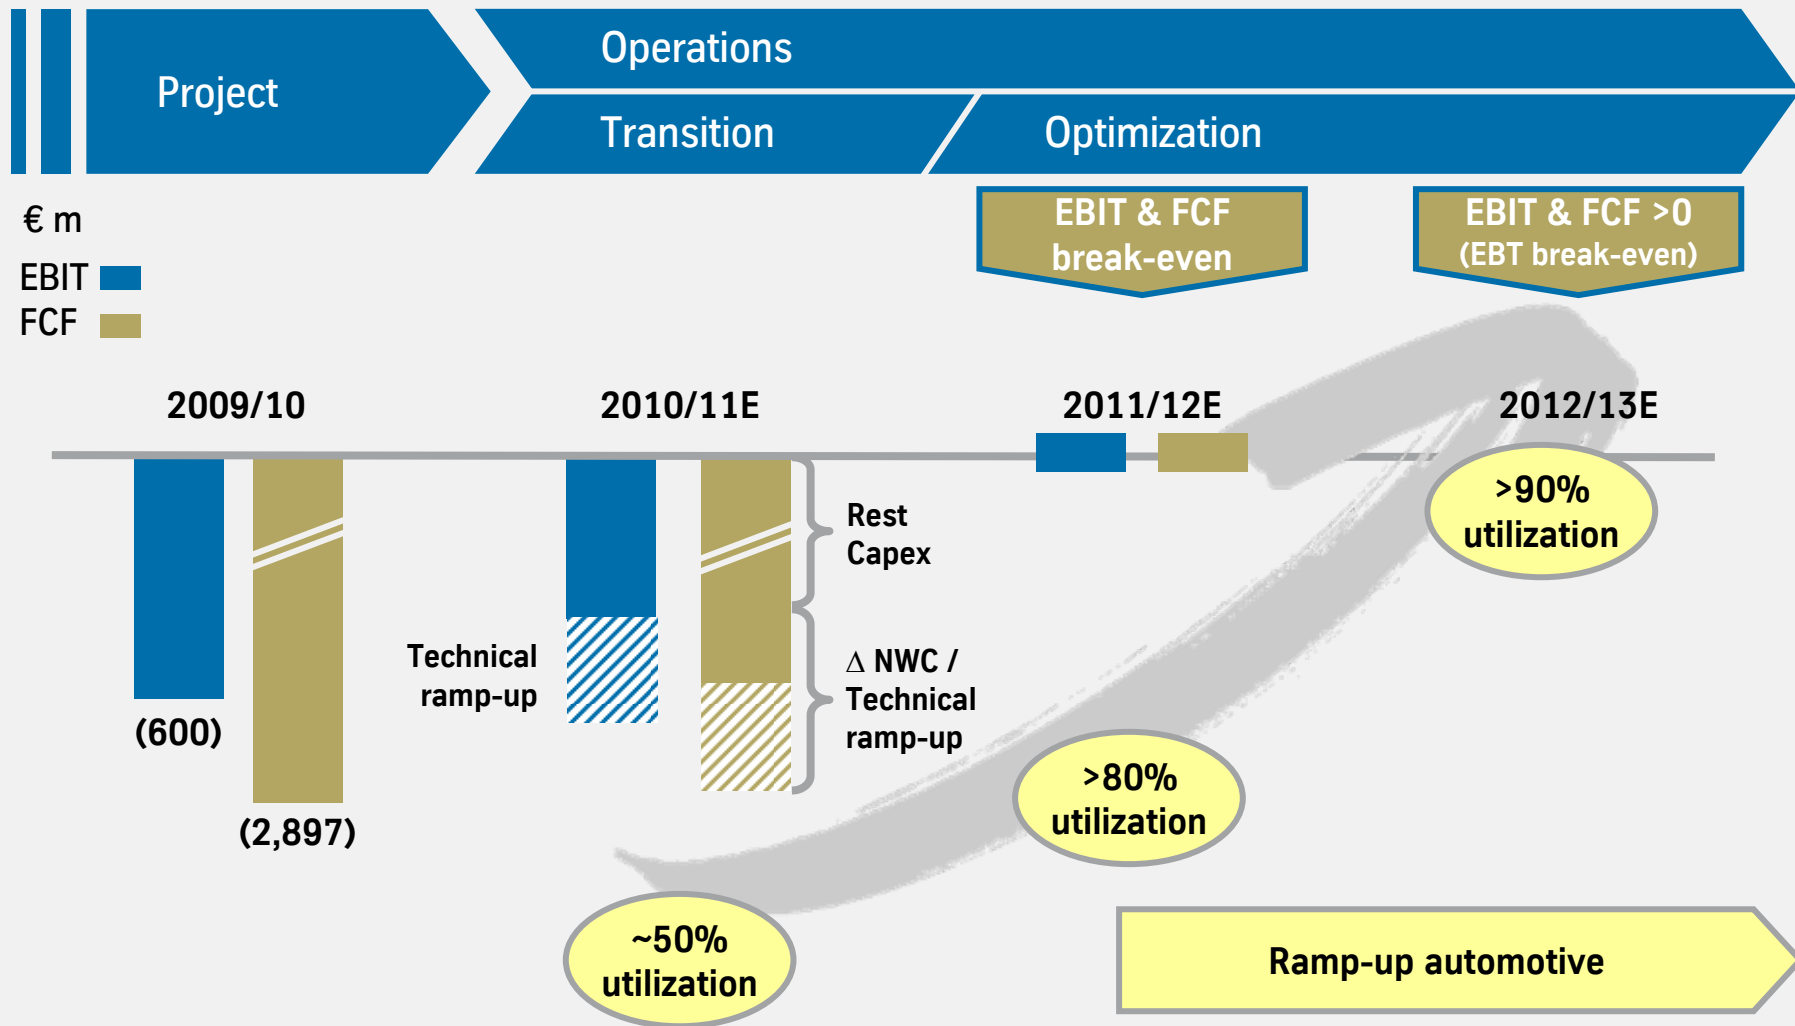 Project
Operations
Transition
Optimization
€ m
EBIT
FCF
EBIT & FCF
break-even
EBIT & FCF >0
(EBT break-even)
2009/10
2010/11E
2011/12E
2012/13E
(600)
(2,897)
Technical
ramp-up
Rest
Capex
Δ NWC /
Technical
ramp-up
~50%
utilization
>80%
utilization
>90%
utilization
Ramp-up automotive